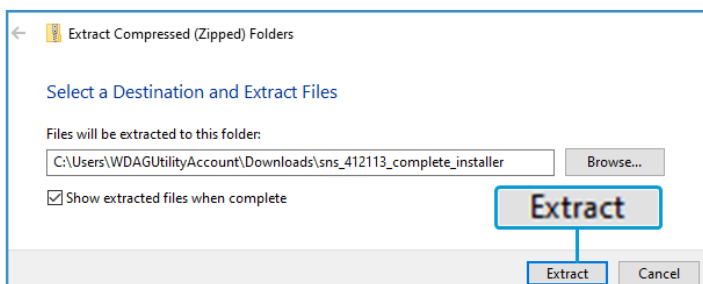 Extract Compressed (Zipped) Folders
Select a Destination and Extract Files
Files will be extracted to this folder:
C:\Users\WDAGUtilityAccount\Downloads\sns_412113_complete_installer
Browse...
Show extracted files when complete
Extract
Extract
Cancel